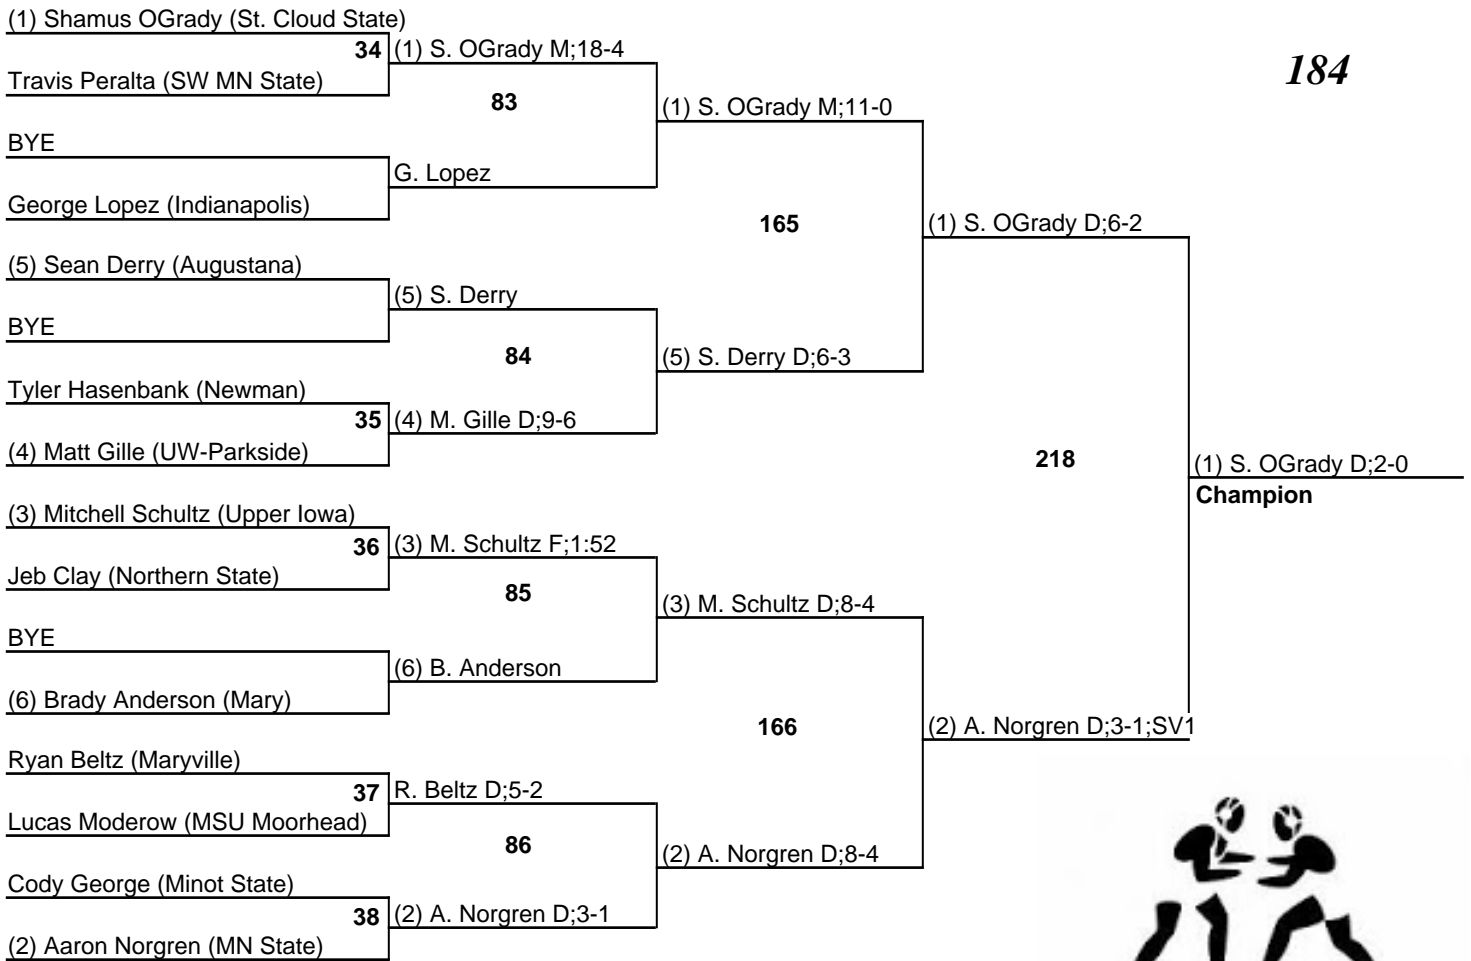 184
(1) Shamus OGrady (St. Cloud State)
34
Travis Peralta (SW MN State)
BYE
George Lopez (Indianapolis)
(5) Sean Derry (Augustana)
BYE
Tyler Hasenbank (Newman)
35
(4) Matt Gille (UW-Parkside)
(3) Mitchell Schultz (Upper Iowa)
36
Jeb Clay (Northern State)
BYE
(6) Brady Anderson (Mary)
Ryan Beltz (Maryville)
37
Lucas Moderow (MSU Moorhead)
Cody George (Minot State)
38
(2) Aaron Norgren (MN State)
(1) S. OGrady M;18-4
83
G. Lopez
(5) S. Derry
84
(4) M. Gille D;9-6
(3) M. Schultz F;1:52
85
(6) B. Anderson
R. Beltz D;5-2
86
(2) A. Norgren D;3-1
(1) S. OGrady M;11-0
165
(5) S. Derry D;6-3
(3) M. Schultz D;8-4
166
(2) A. Norgren D;8-4
(1) S. OGrady D;6-2
218
(2) A. Norgren D;3-1;SV1
(1) S. OGrady D;2-0
Champion